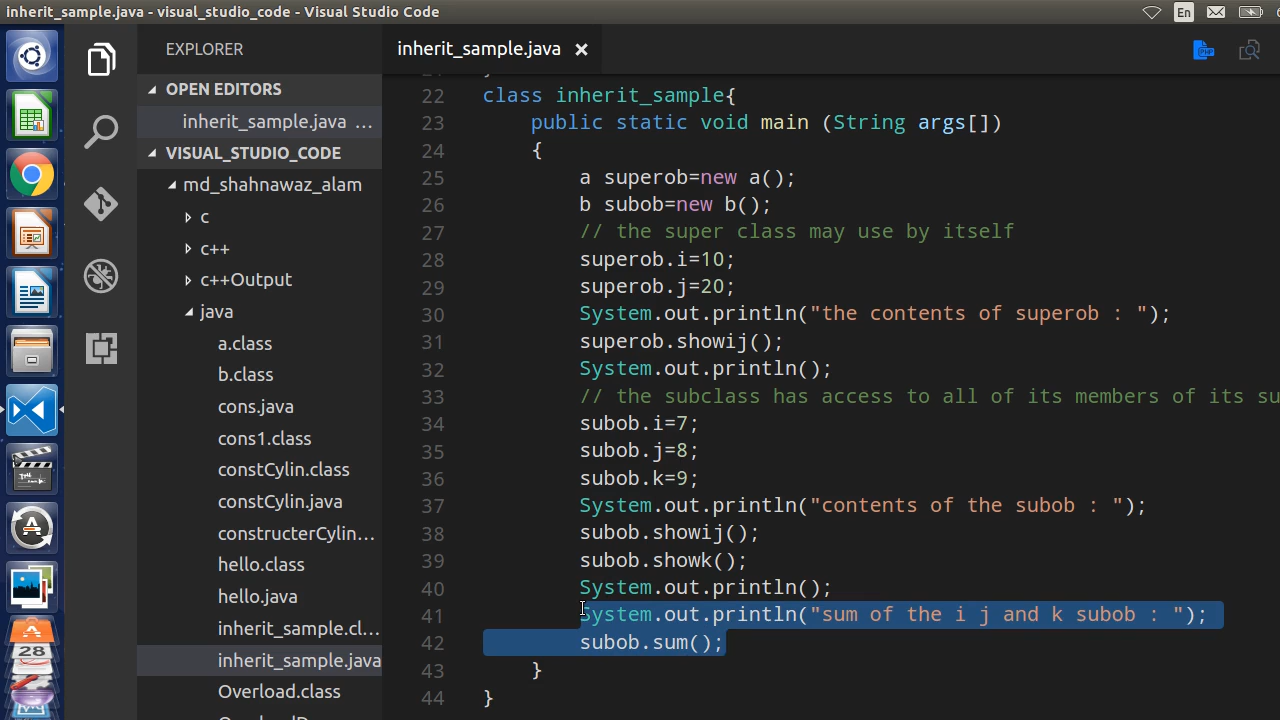 inherit_sample.java - visual_studio_code - Visual Studio Code
En
EXPLORER
OPEN EDITORS
inherit_sample.java ...
VISUAL_STUDIO_CODE
md_shahnawaz_alam
c
c++
c++Output
java
a.class
b.class
cons.java
cons1.class
constCylin.class
constCylin.java
constructerCylin...
hello.class
hello.java
inherit_sample.cl...
inherit_sample.java
Overload.class
28
inherit_sample.java
PHP
22 class inherit_sample{
23 public static void main (String args[])
24 {
25 a superob=new a();
26 b subob=new b();
27 // the super class may use by itself
28 superob.i=10;
29 superob.j=20;
30 System.out.println("the contents of superob : ");
31 superob.showij();
32 System.out.println();
33 // the subclass has access to all of its members of its su
34 subob.i=7;
35 subob.j=8;
36 subob.k=9;
37 System.out.println("contents of the subob : ");
38 subob.showij();
39 subob.showk();
40 System.out.println();
41 System.out.println("sum of the i j and k subob : ");
42 subob.sum();
43 }
44 }